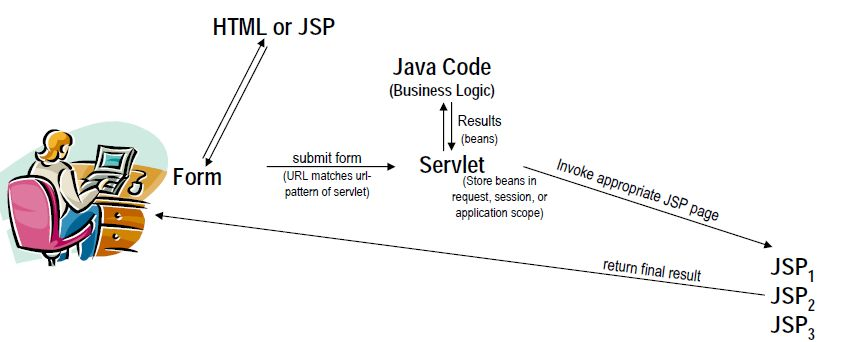 HTML or JSP
Java Code
(Business Logic)
Results
(beans)
submit form
(URL matches url-
pattern of servlet)
Form
Servlet
(Store beans in
request, session, or
application scope)
Invoke appropriate JSP page
return final result
JSP1
JSP2
JSP3